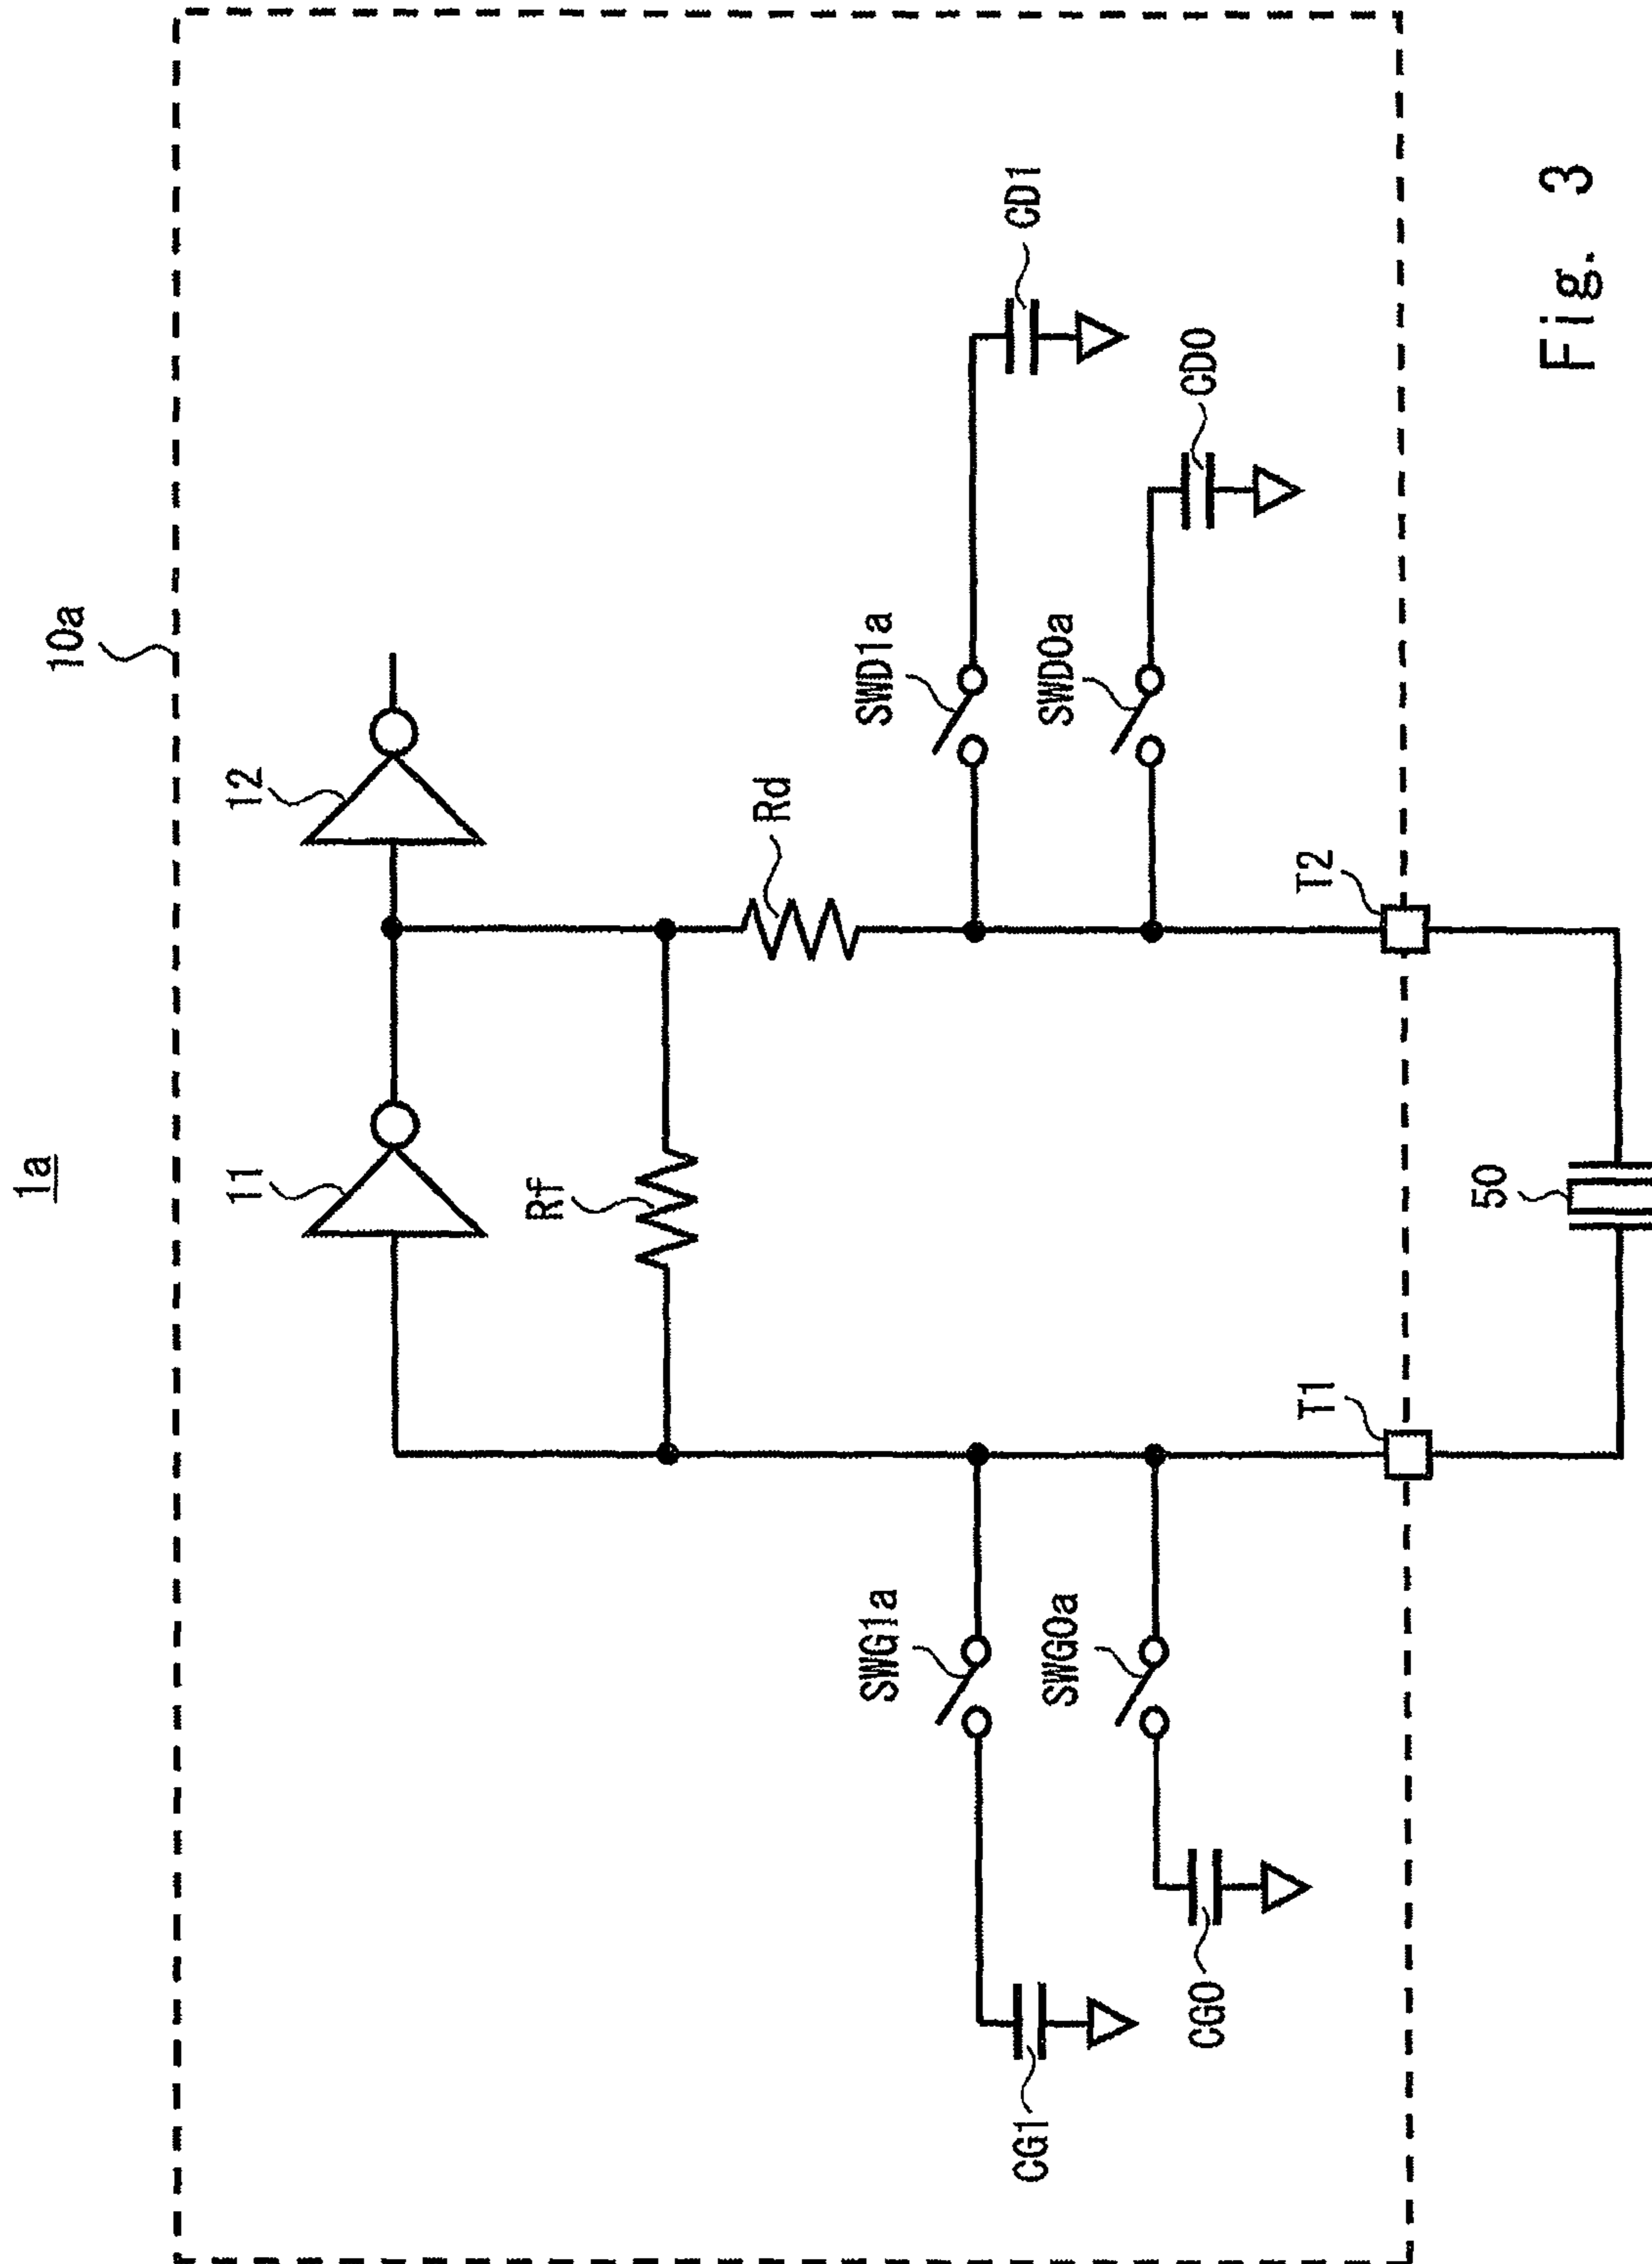 1a
10a
11
12
Rf
Rd
SWG1a
SWD1a
CG1
CD1
SWG0a
SWD0a
CG0
CD0
T1
T2
50
Fig. 3